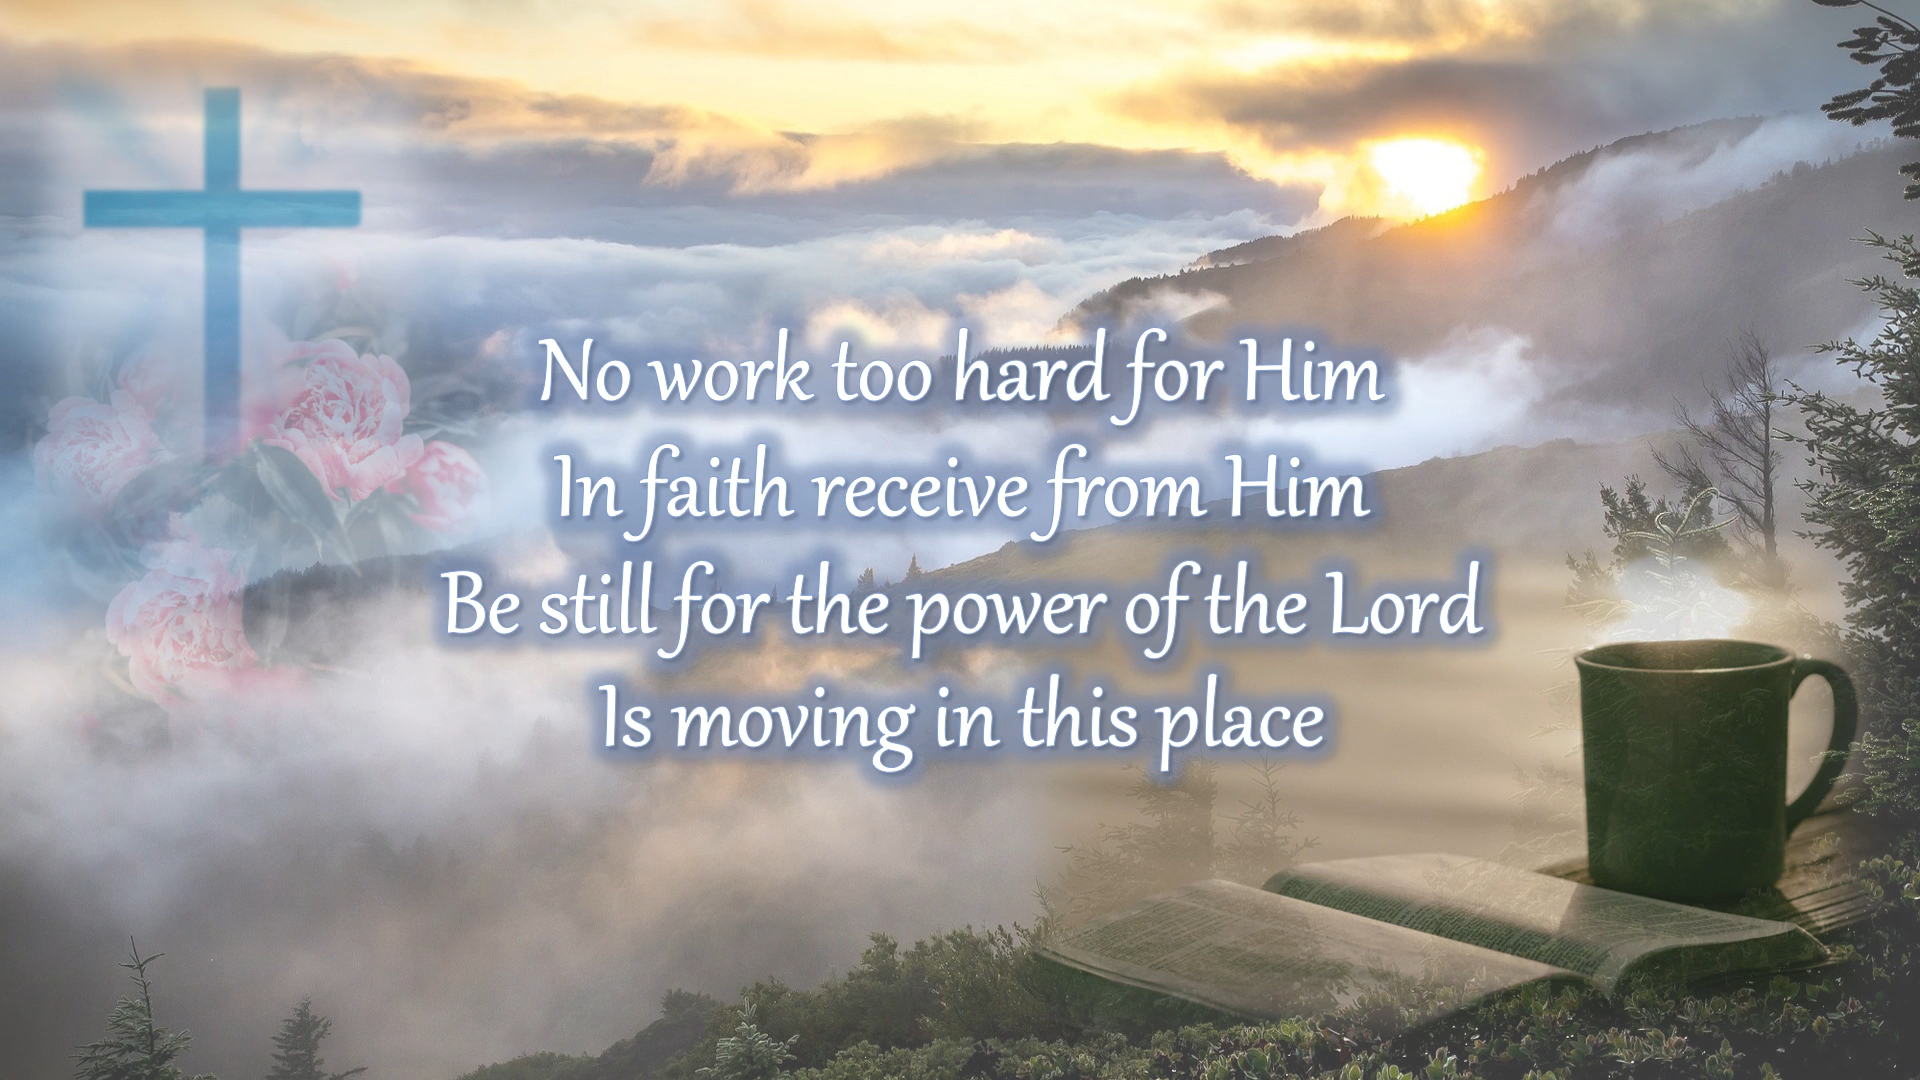 No work too hard for Him
In faith receive from Him
Be still for the power of the Lord
Is moving in this place